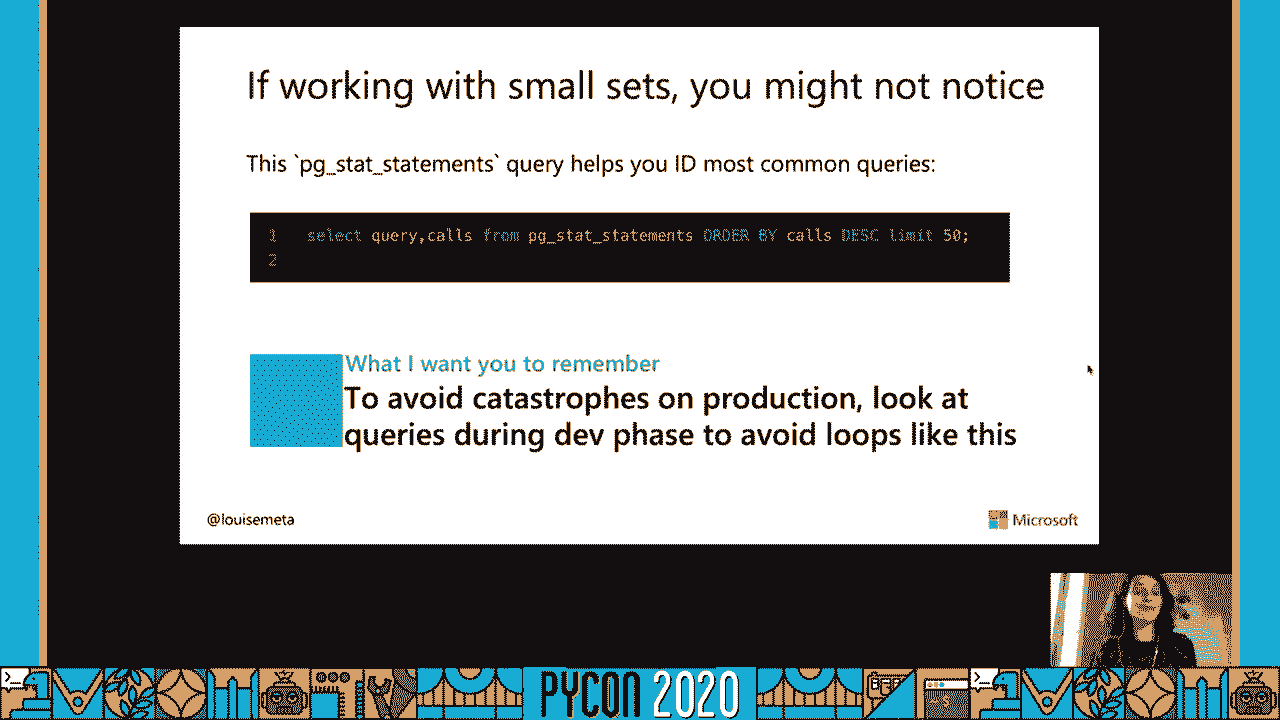 If working with small sets, you might not notice
This `pg_stat_statements` query helps you ID most common queries:
1 select query,calls from pg_stat_statements ORDER BY calls DESC limit 50;
2
What I want you to remember
To avoid catastrophes on production, look at
queries during dev phase to avoid loops like this
@louisemeta
Microsoft
PYCON 2020